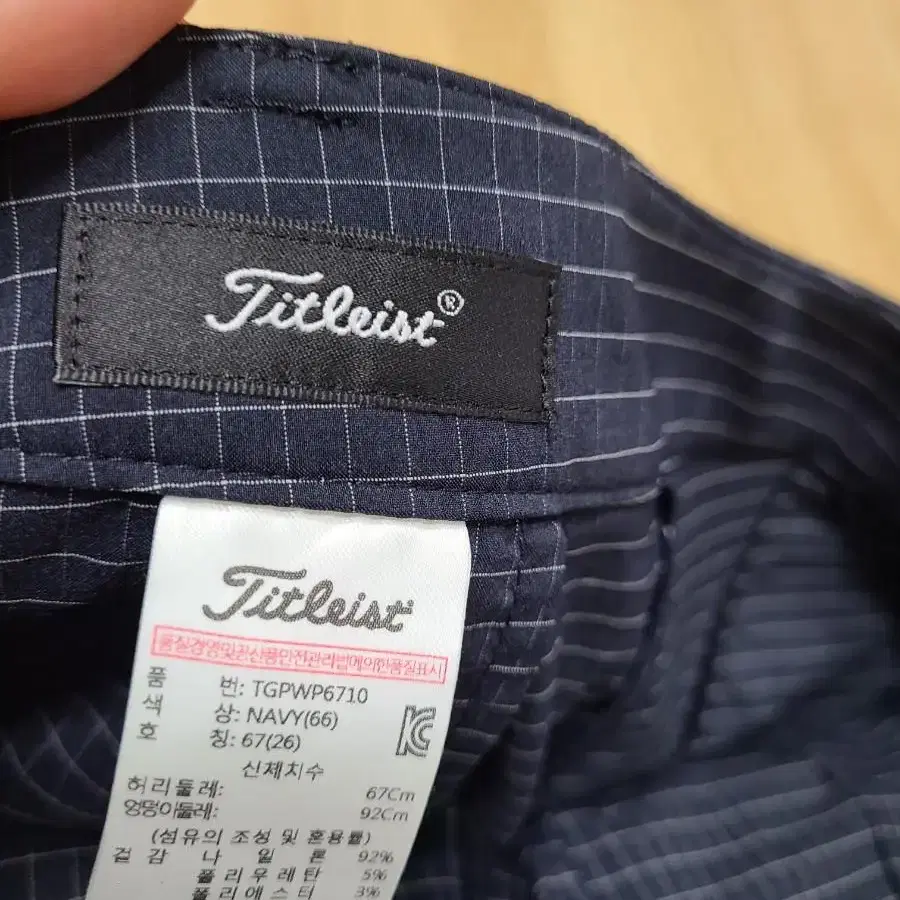 Titleist®
Titleist
품질경영및공산품안전관리법에의한품질표시
품 번: TGPWP6710
색 상: NAVY(66)
호 칭: 67(26)
신체치수
허리둘레: 67Cm
엉덩이둘레: 92Cm
(섬유의 조성 및 혼용률)
겉 감 나 일 론 92%
폴리우레탄 5%
폴리에스터 3%